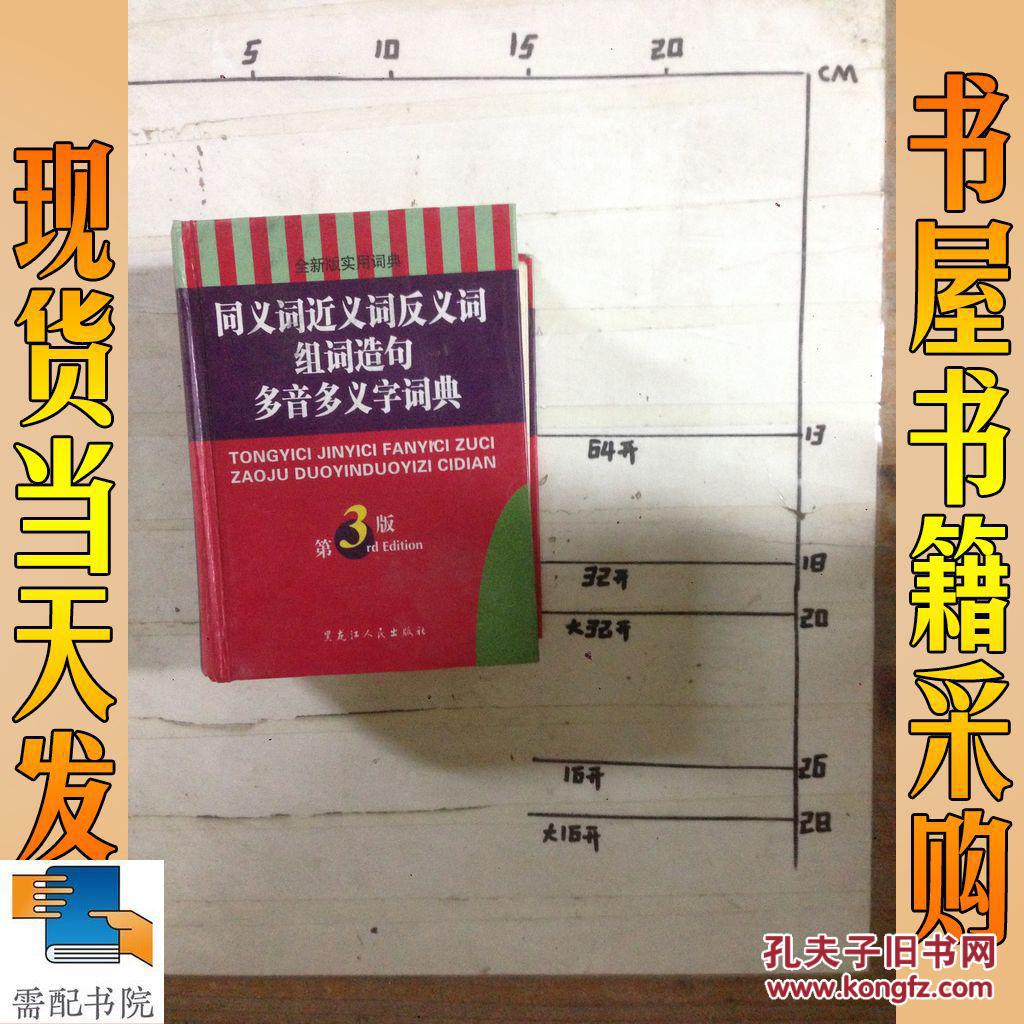 现货当天发
书屋书籍采购
5 10 15 20 CM
全新版实用词典
同义词近义词反义词
组词造句
多音多义字词典
TONGYICI JINYICI FANYICI ZUCI
ZAOJU DUOYINDUOYIZI CIDIAN
第3版
rd Edition
黑龙江人民出版社
64开 13
32开 18
大32开 20
16开 26
大16开 28
需配书院
孔夫子旧书网
www.kongfz.com